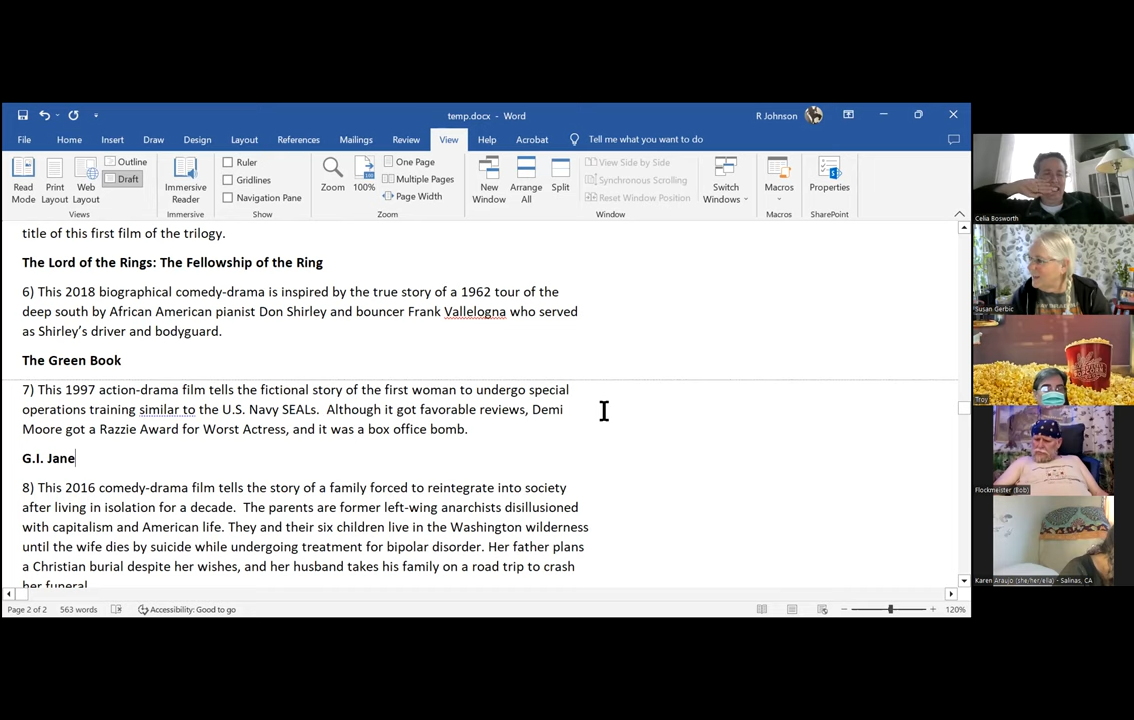 temp.docx - Word
R Johnson
File Home Insert Draw Design Layout References Mailings Review View Help Acrobat Tell me what you want to do
Read Mode
Print Layout
Web Layout
Outline
Draft
Views
Immersive Reader
Immersive
Ruler
Gridlines
Navigation Pane
Show
Zoom
100%
One Page
Multiple Pages
Page Width
Zoom
New Window
Arrange All
Split
View Side by Side
Synchronous Scrolling
Reset Window Position
Window
Switch Windows
Macros
Macros
Properties
SharePoint
title of this first film of the trilogy.
The Lord of the Rings: The Fellowship of the Ring
6) This 2018 biographical comedy-drama is inspired by the true story of a 1962 tour of the
deep south by African American pianist Don Shirley and bouncer Frank Vallelogna who served
as Shirley’s driver and bodyguard.
The Green Book
7) This 1997 action-drama film tells the fictional story of the first woman to undergo special
operations training similar to the U.S. Navy SEALs.  Although it got favorable reviews, Demi
Moore got a Razzie Award for Worst Actress, and it was a box office bomb.
G.I. Jane
8) This 2016 comedy-drama film tells the story of a family forced to reintegrate into society
after living in isolation for a decade.  The parents are former left-wing anarchists disillusioned
with capitalism and American life. They and their six children live in the Washington wilderness
until the wife dies by suicide while undergoing treatment for bipolar disorder. Her father plans
a Christian burial despite her wishes, and her husband takes his family on a road trip to crash
her funeral
Page 2 of 2 563 words Accessibility: Good to go 120%
Celia Bosworth
Susan Gerbic
Troy
Flockmeister (Bob)
Karen Araujo (she/her/ella) - Salinas, CA